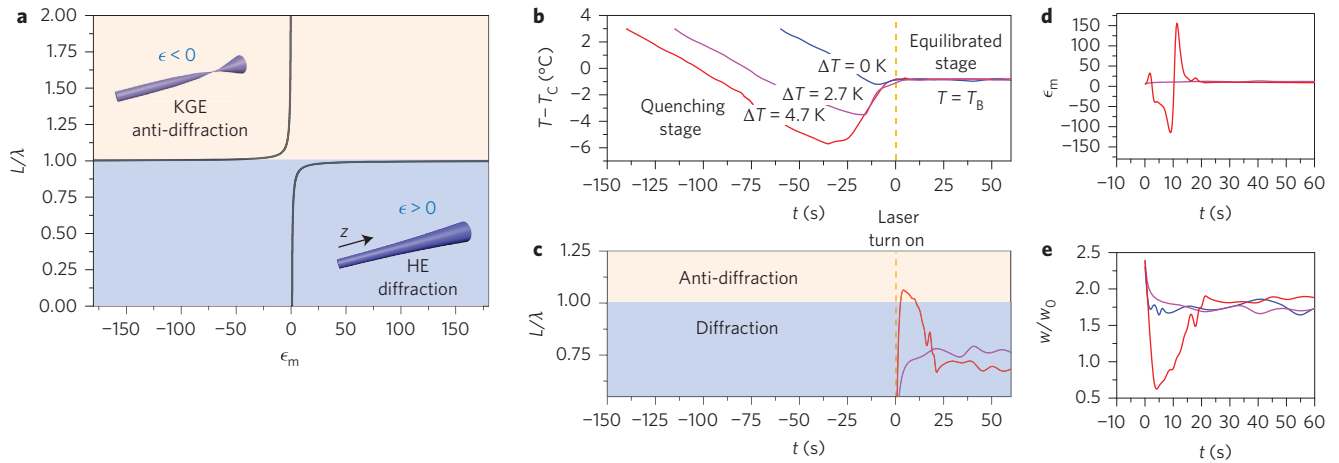 a
2.00
1.75
1.50
1.25
1.00
0.75
0.50
0.25
0.00
L/λ
−150
−100
−50
0
50
100
150
ϵm
ϵ < 0
KGE
anti-diffraction
ϵ > 0
z
HE
diffraction
b
4
2
0
−2
−4
−6
T− TC (°C)
Quenching
stage
ΔT = 0 K
ΔT = 2.7 K
ΔT = 4.7 K
Equilibrated
stage
T = TB
−150
−125
−100
−75
−50
−25
0
25
50
t (s)
Laser
turn on
c
1.25
1.00
0.75
L/λ
Anti-diffraction
Diffraction
−150
−125
−100
−75
−50
−25
0
25
50
t (s)
d
150
100
50
0
−50
−100
150
ϵm
−10
0
10
20
30
40
50
60
t (s)
e
2.5
2.0
1.5
1.0
0.5
w/w0
−10
0
10
20
30
40
50
60
t (s)